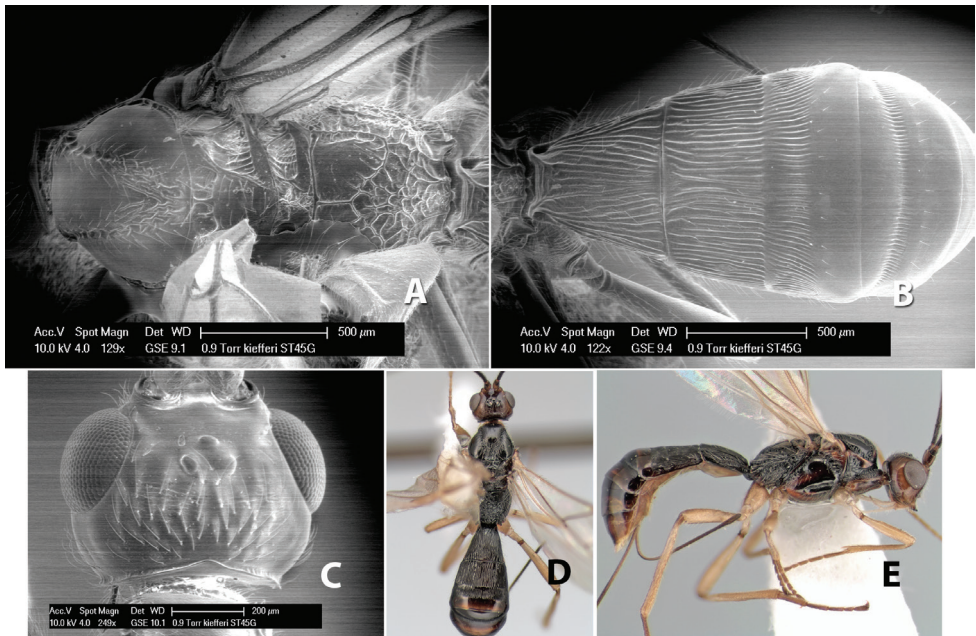 A
Acc.V Spot Magn Det WD 500 µm
10.0 kV 4.0 129x GSE 9.1 0.9 Torr kiefferi ST45G
B
Acc.V Spot Magn Det WD 500 µm
10.0 kV 4.0 122x GSE 9.4 0.9 Torr kiefferi ST45G
C
Acc.V Spot Magn Det WD 200 µm
10.0 kV 4.0 249x GSE 10.1 0.9 Torr kiefferi ST45G
D
E